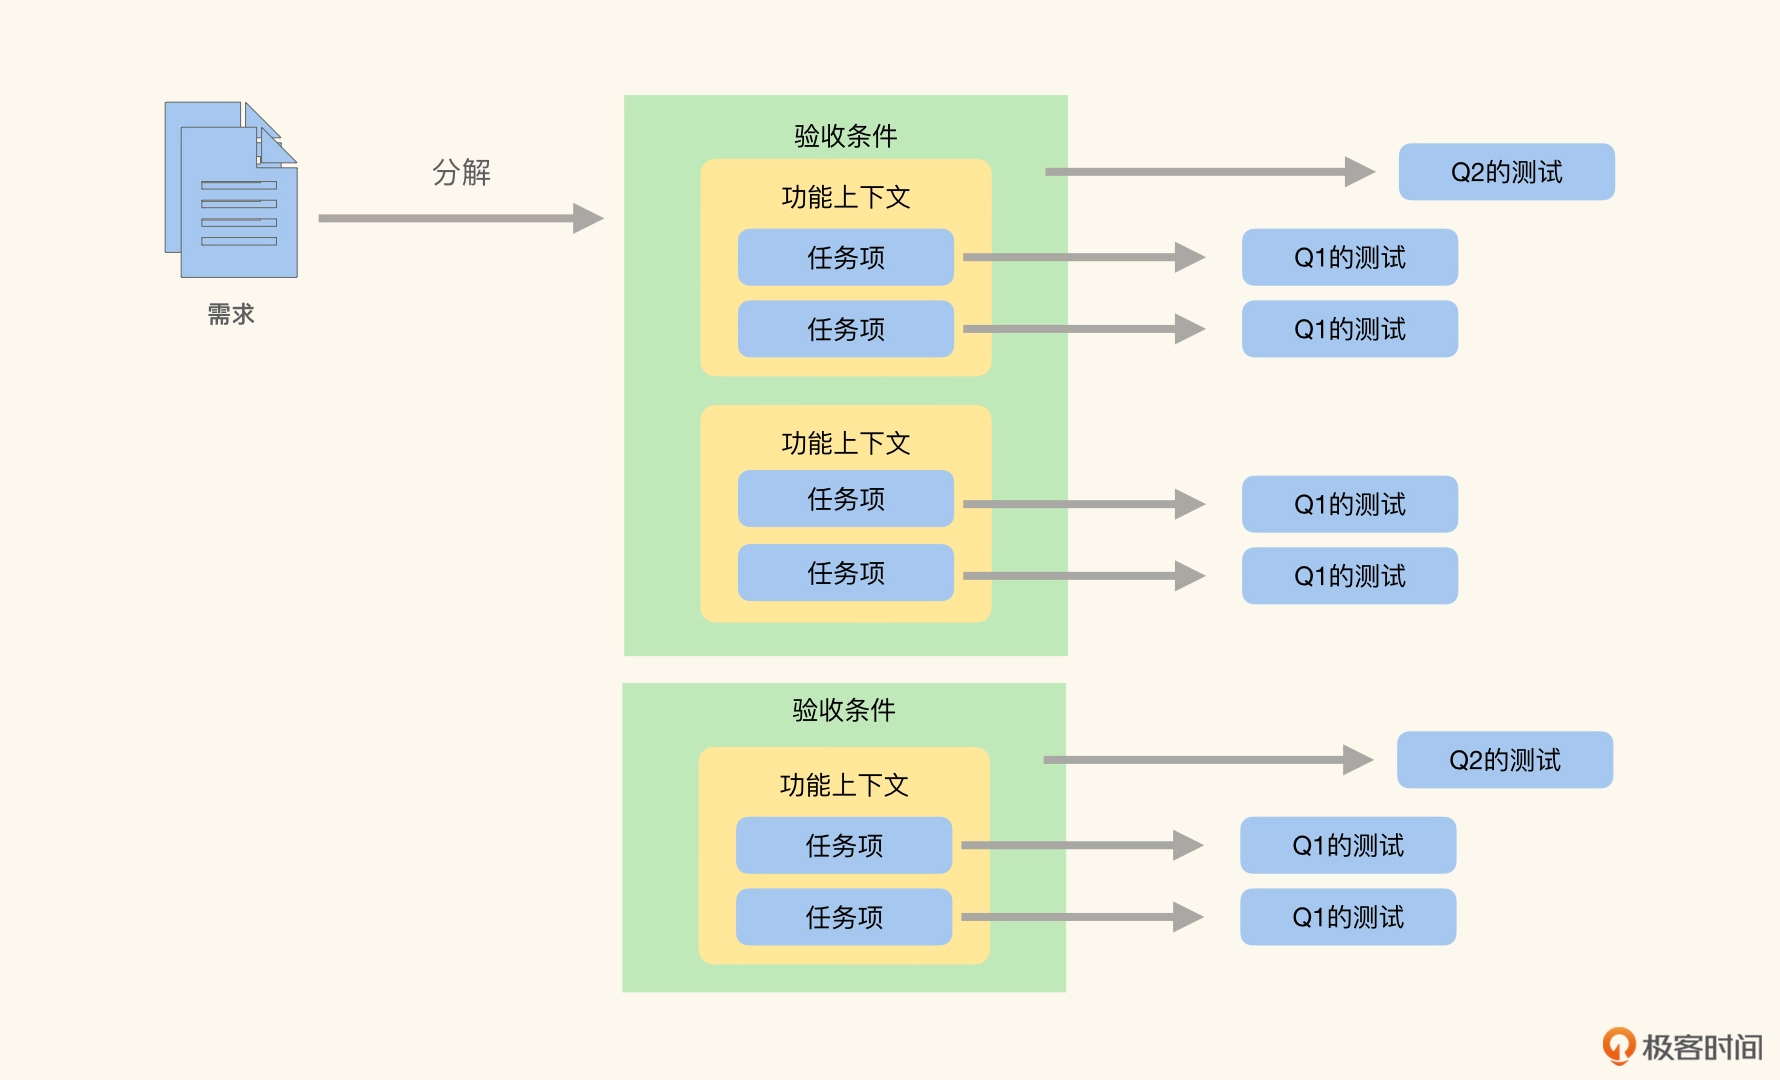 需求
分解
验收条件
功能上下文
任务项
任务项
功能上下文
任务项
任务项
Q2的测试
Q1的测试
Q1的测试
Q1的测试
Q1的测试
验收条件
功能上下文
任务项
任务项
Q2的测试
Q1的测试
Q1的测试
极客时间